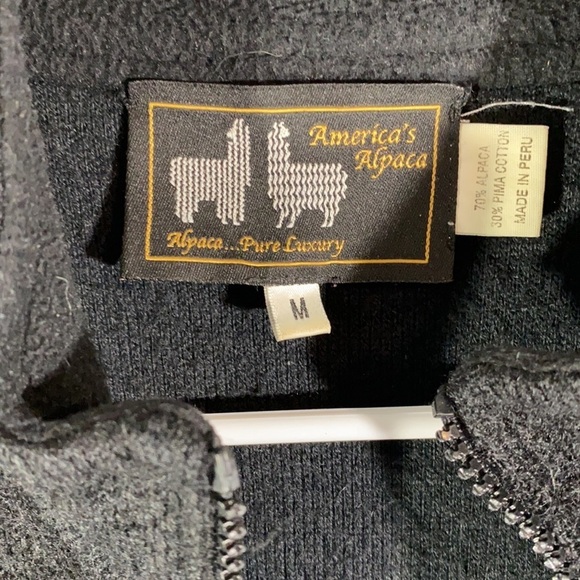 America's
Alpaca
Alpaca...Pure Luxury
70% ALPACA
30% PIMA COTTON
MADE IN PERU
M